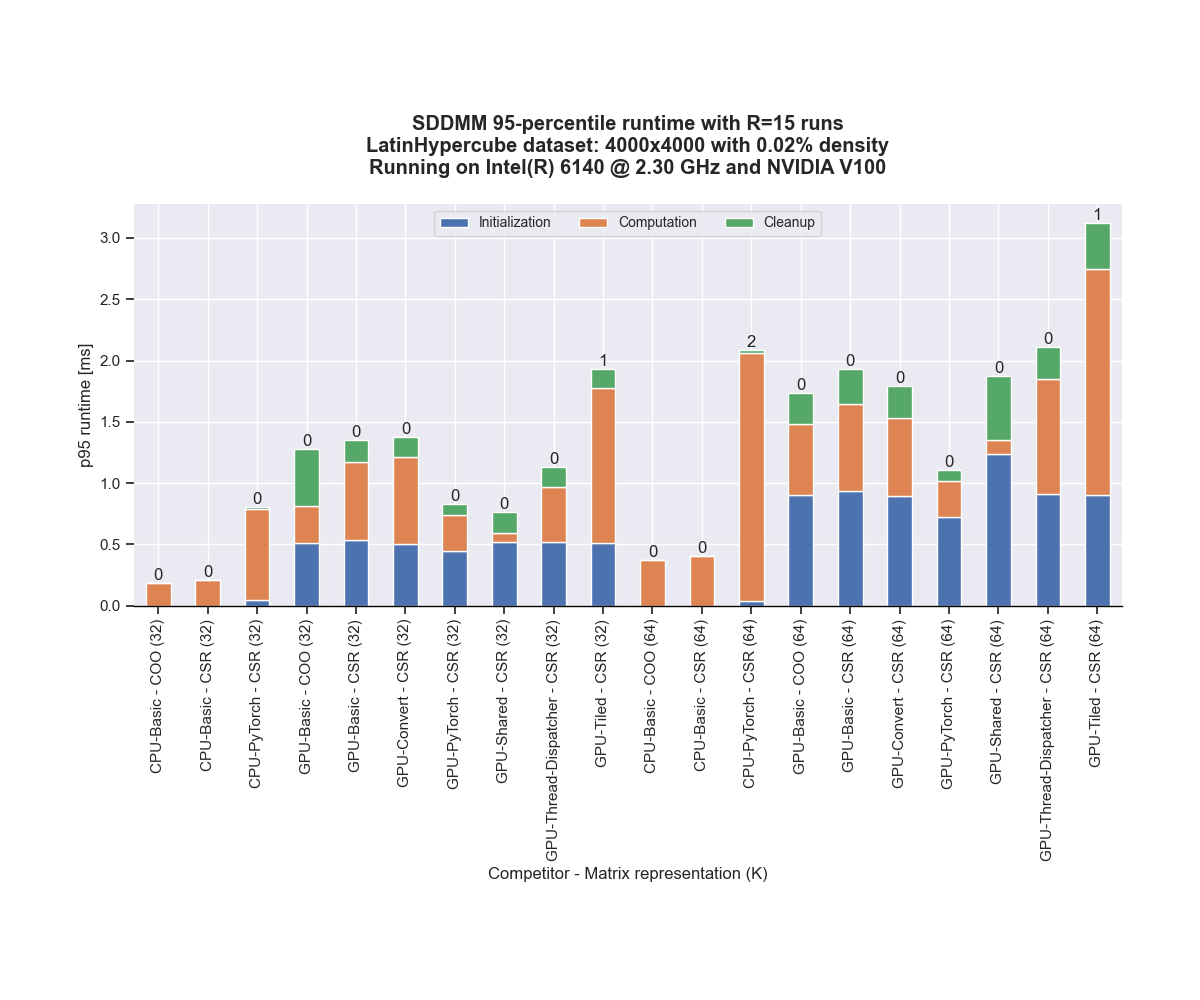 SDDMM 95-percentile runtime with R=15 runs
LatinHypercube dataset: 4000x4000 with 0.02% density
Running on Intel(R) 6140 @ 2.30 GHz and NVIDIA V100
Initialization Computation Cleanup
p95 runtime [ms]
3.0
2.5
2.0
1.5
1.0
0.5
0.0
0 0 0 0 0 0 0 0 0 1 0 0 2 0 0 0 0 0 0 1
CPU-Basic - COO (32)
CPU-Basic - CSR (32)
CPU-PyTorch - CSR (32)
GPU-Basic - COO (32)
GPU-Basic - CSR (32)
GPU-Convert - CSR (32)
GPU-PyTorch - CSR (32)
GPU-Shared - CSR (32)
GPU-Thread-Dispatcher - CSR (32)
GPU-Tiled - CSR (32)
CPU-Basic - COO (64)
CPU-Basic - CSR (64)
CPU-PyTorch - CSR (64)
GPU-Basic - COO (64)
GPU-Basic - CSR (64)
GPU-Convert - CSR (64)
GPU-PyTorch - CSR (64)
GPU-Shared - CSR (64)
GPU-Thread-Dispatcher - CSR (64)
GPU-Tiled - CSR (64)
Competitor - Matrix representation (K)